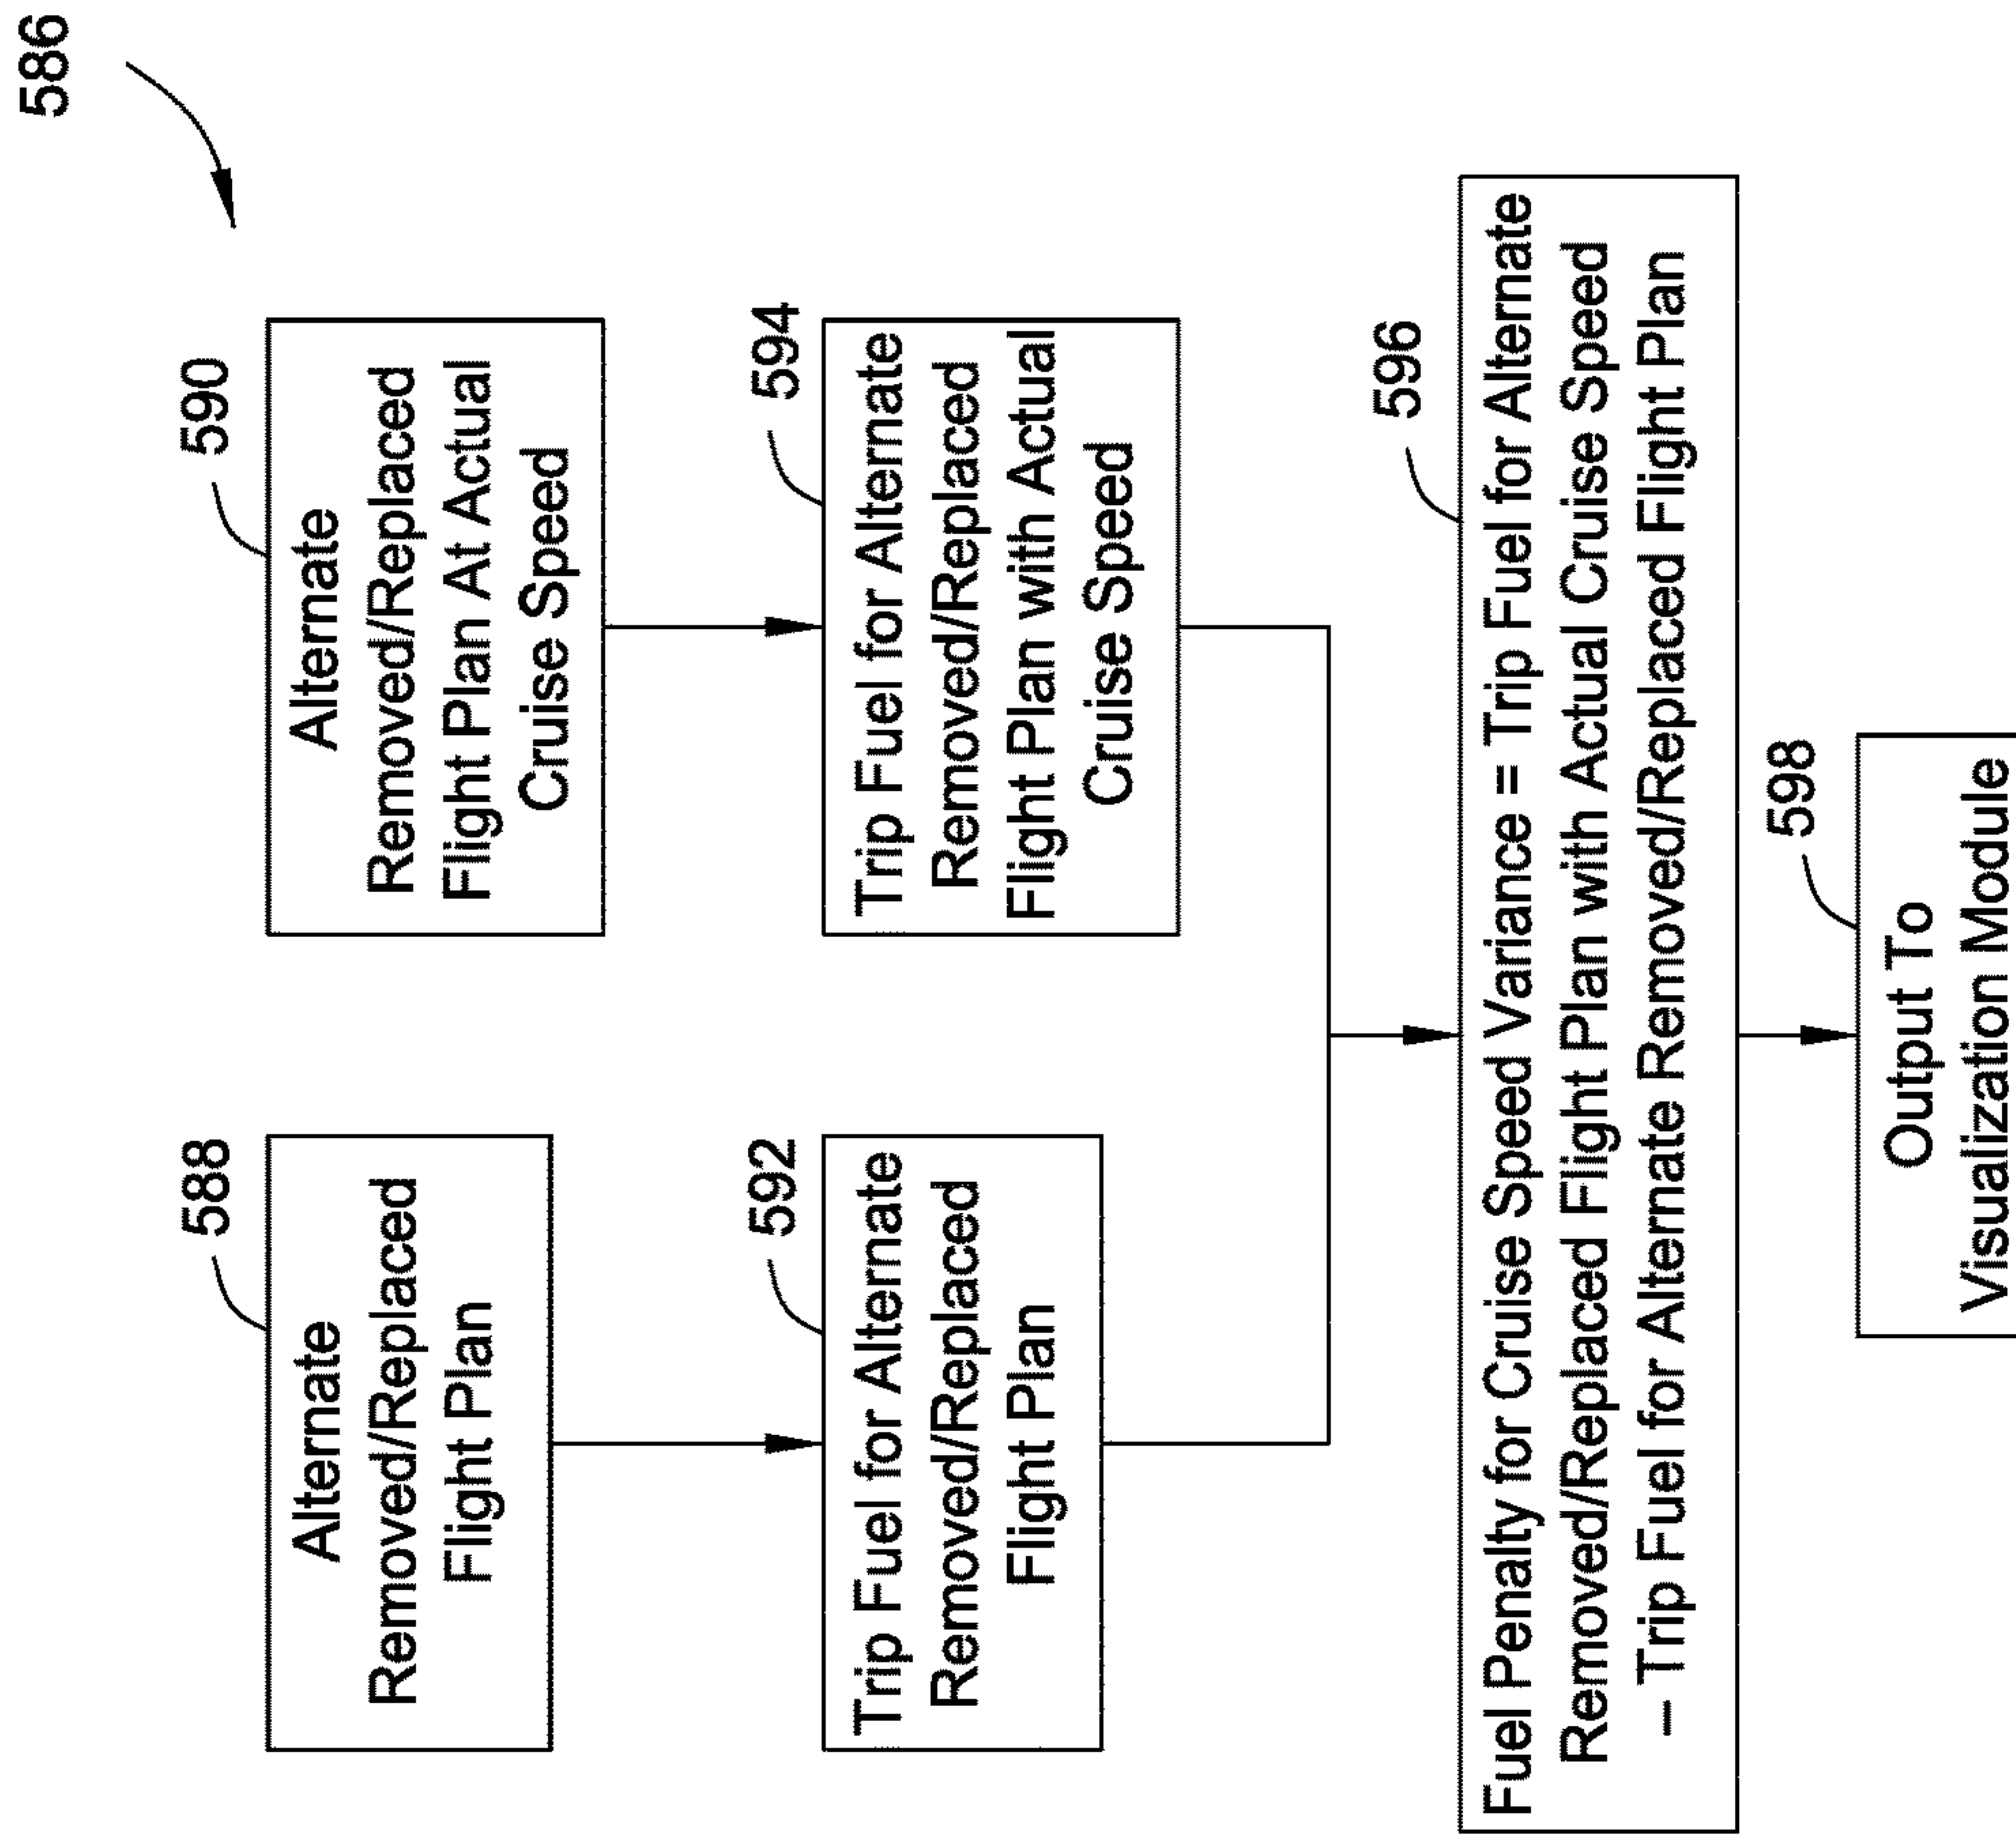 586
588
Alternate
Removed/Replaced
Flight Plan
590
Alternate
Removed/Replaced
Flight Plan At Actual
Cruise Speed
592
Trip Fuel for Alternate
Removed/Replaced
Flight Plan
594
Trip Fuel for Alternate
Removed/Replaced
Flight Plan with Actual
Cruise Speed
596
Fuel Penalty for Cruise Speed Variance = Trip Fuel for Alternate
Removed/Replaced Flight Plan with Actual Cruise Speed
– Trip Fuel for Alternate Removed/Replaced Flight Plan
598
Output To
Visualization Module